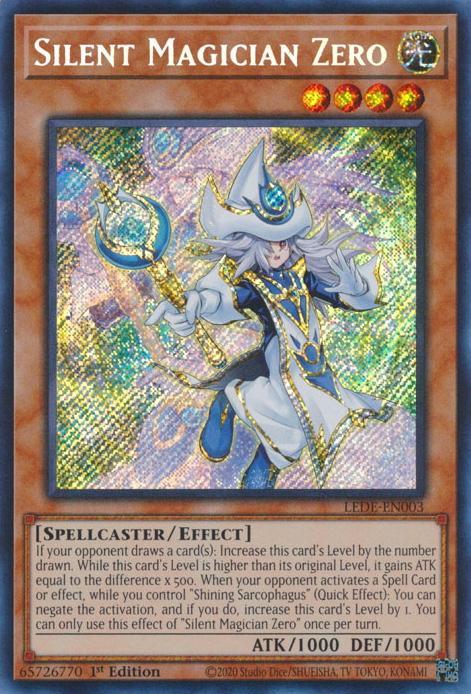 Silent Magician Zero
光
LEDE-EN003
[Spellcaster/Effect]
If your opponent draws a card(s): Increase this card's Level by the number
drawn. While this card's Level is higher than its original Level, it gains ATK
equal to the difference x 500. When your opponent activates a Spell Card
or effect, while you control "Shining Sarcophagus" (Quick Effect): You can
negate the activation, and if you do, increase this card's Level by 1. You
can only use this effect of "Silent Magician Zero" once per turn.
ATK/1000 DEF/1000
65726770 1st Edition ©2020 Studio Dice/SHUEISHA, TV TOKYO, KONAMI